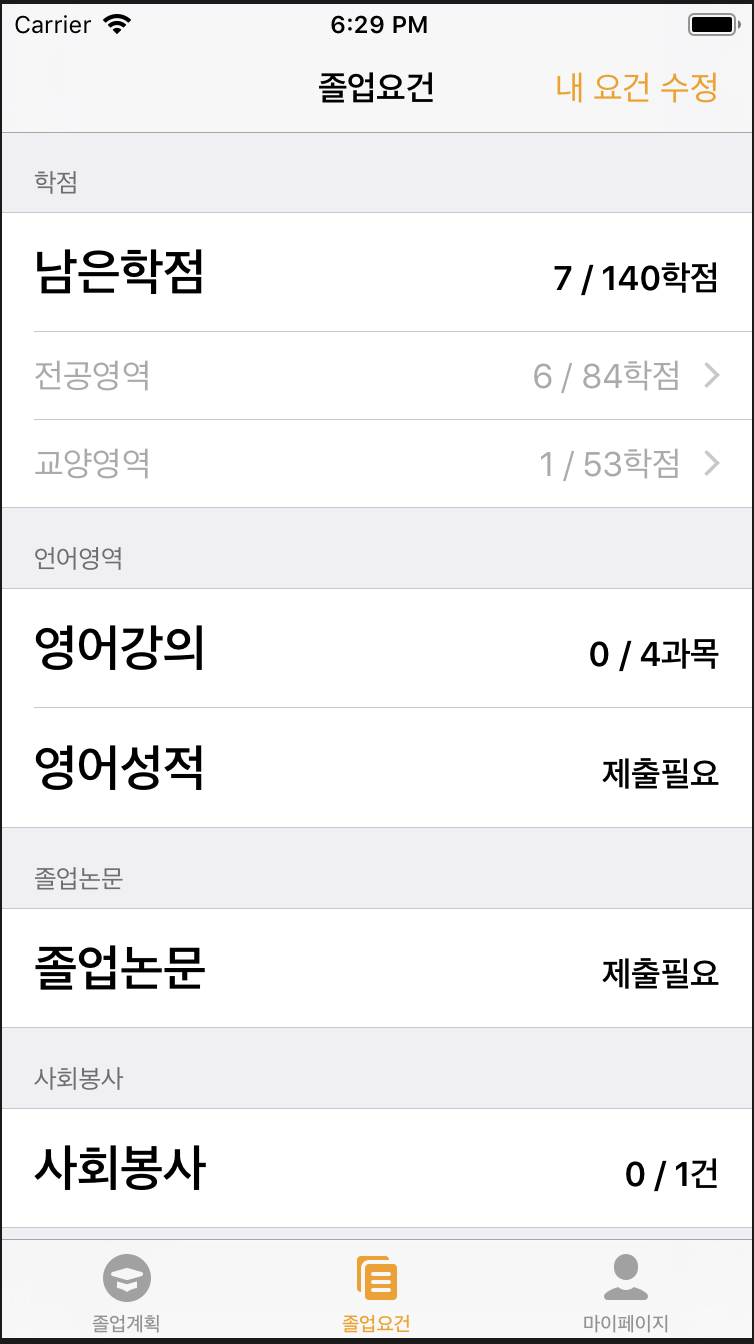 Carrier 6:29 PM
졸업요건 내 요건 수정
학점
남은학점 7 / 140학점
전공영역 6 / 84학점
교양영역 1 / 53학점
언어영역
영어강의 0 / 4과목
영어성적 제출필요
졸업논문
졸업논문 제출필요
사회봉사
사회봉사 0 / 1건
졸업계획 졸업요건 마이페이지